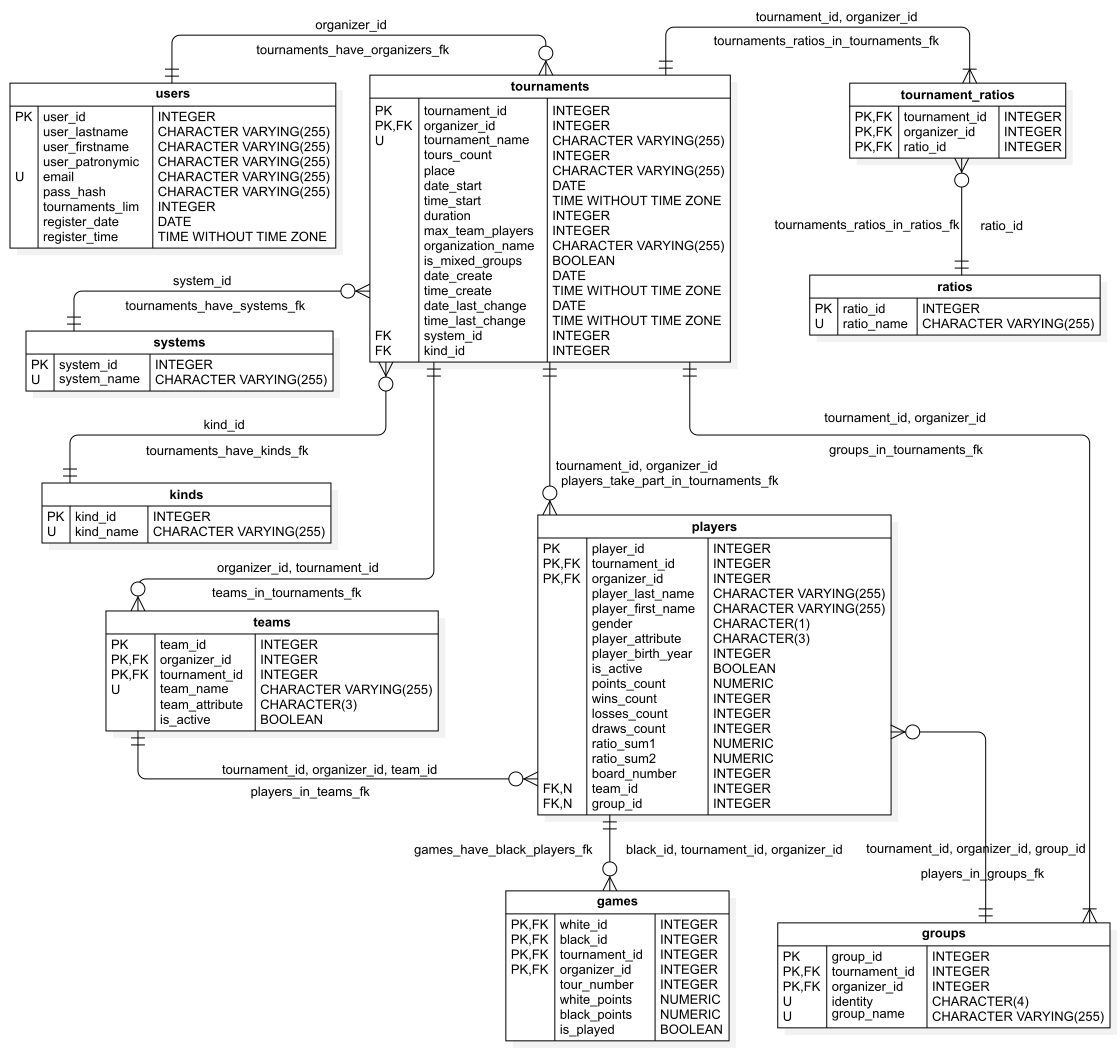 organizer_id
tournaments_have_organizers_fk
tournament_id, organizer_id
tournaments_ratios_in_tournaments_fk
users
PK user_id INTEGER
user_lastname CHARACTER VARYING(255)
user_firstname CHARACTER VARYING(255)
user_patronymic CHARACTER VARYING(255)
U email CHARACTER VARYING(255)
pass_hash CHARACTER VARYING(255)
tournaments_lim INTEGER
register_date DATE
register_time TIME WITHOUT TIME ZONE
tournaments
PK tournament_id INTEGER
PK,FK organizer_id INTEGER
U tournament_name CHARACTER VARYING(255)
tours_count INTEGER
place CHARACTER VARYING(255)
date_start DATE
time_start TIME WITHOUT TIME ZONE
duration INTEGER
max_team_players INTEGER
organization_name CHARACTER VARYING(255)
is_mixed_groups BOOLEAN
date_create DATE
time_create TIME WITHOUT TIME ZONE
date_last_change DATE
time_last_change TIME WITHOUT TIME ZONE
FK system_id INTEGER
FK kind_id INTEGER
tournament_ratios
PK,FK tournament_id INTEGER
PK,FK organizer_id INTEGER
PK,FK ratio_id INTEGER
tournaments_ratios_in_ratios_fk ratio_id
ratios
PK ratio_id INTEGER
U ratio_name CHARACTER VARYING(255)
system_id
tournaments_have_systems_fk
systems
PK system_id INTEGER
U system_name CHARACTER VARYING(255)
kind_id
tournaments_have_kinds_fk
kinds
PK kind_id INTEGER
U kind_name CHARACTER VARYING(255)
tournament_id, organizer_id
groups_in_tournaments_fk
tournament_id, organizer_id
players_take_part_in_tournaments_fk
organizer_id, tournament_id
teams_in_tournaments_fk
teams
PK team_id INTEGER
PK,FK organizer_id INTEGER
PK,FK tournament_id INTEGER
U team_name CHARACTER VARYING(255)
team_attribute CHARACTER(3)
is_active BOOLEAN
players
PK player_id INTEGER
PK,FK tournament_id INTEGER
PK,FK organizer_id INTEGER
player_last_name CHARACTER VARYING(255)
player_first_name CHARACTER VARYING(255)
gender CHARACTER(1)
player_attribute CHARACTER(3)
player_birth_year INTEGER
is_active BOOLEAN
points_count NUMERIC
wins_count INTEGER
losses_count INTEGER
draws_count INTEGER
ratio_sum1 NUMERIC
ratio_sum2 NUMERIC
board_number INTEGER
FK,N team_id INTEGER
FK,N group_id INTEGER
tournament_id, organizer_id, team_id
players_in_teams_fk
games_have_black_players_fk black_id, tournament_id, organizer_id
tournament_id, organizer_id, group_id
players_in_groups_fk
games
PK,FK white_id INTEGER
PK,FK black_id INTEGER
PK,FK tournament_id INTEGER
PK,FK organizer_id INTEGER
tour_number INTEGER
white_points NUMERIC
black_points NUMERIC
is_played BOOLEAN
groups
PK group_id INTEGER
PK,FK tournament_id INTEGER
PK,FK organizer_id INTEGER
U identity CHARACTER(4)
U group_name CHARACTER VARYING(255)